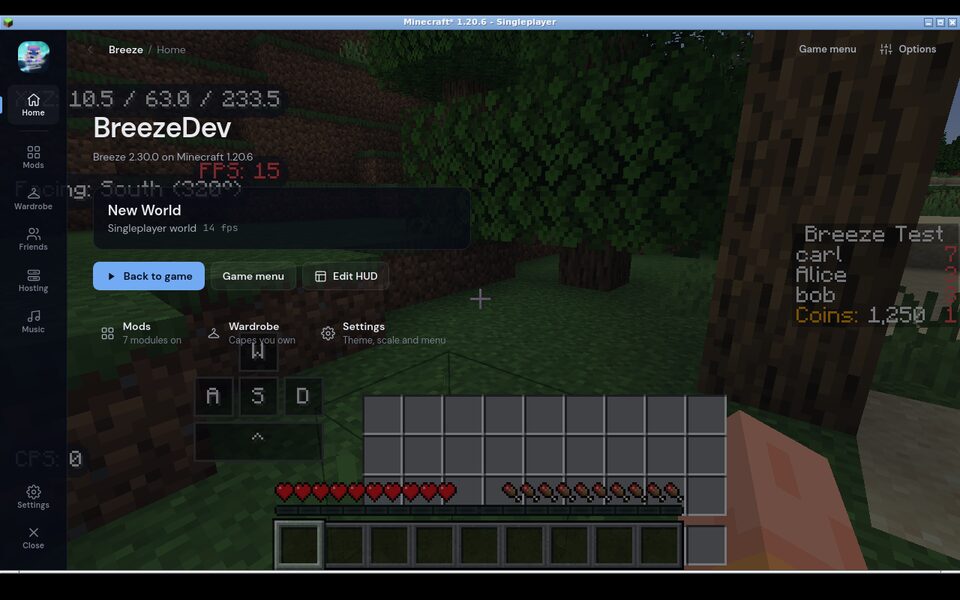 Minecraft* 1.20.6 - Singleplayer
Breeze / Home
Game menu
Options
10.5 / 63.0 / 233.5
Home
BreezeDev
Breeze 2.30.0 on Minecraft 1.20.6
FPS: 15
Mods
Facing: South (320°)
Wardrobe
New World
Singleplayer world 14 fps
Friends
Breeze Test
carl 7
Alice
bob
Coins: 1,250 1
Back to game
Game menu
Edit HUD
Hosting
Music
Mods
7 modules on
Wardrobe
Capes you own
Settings
Theme, scale and menu
W
A S D
^
CPS: 0
Settings
Close